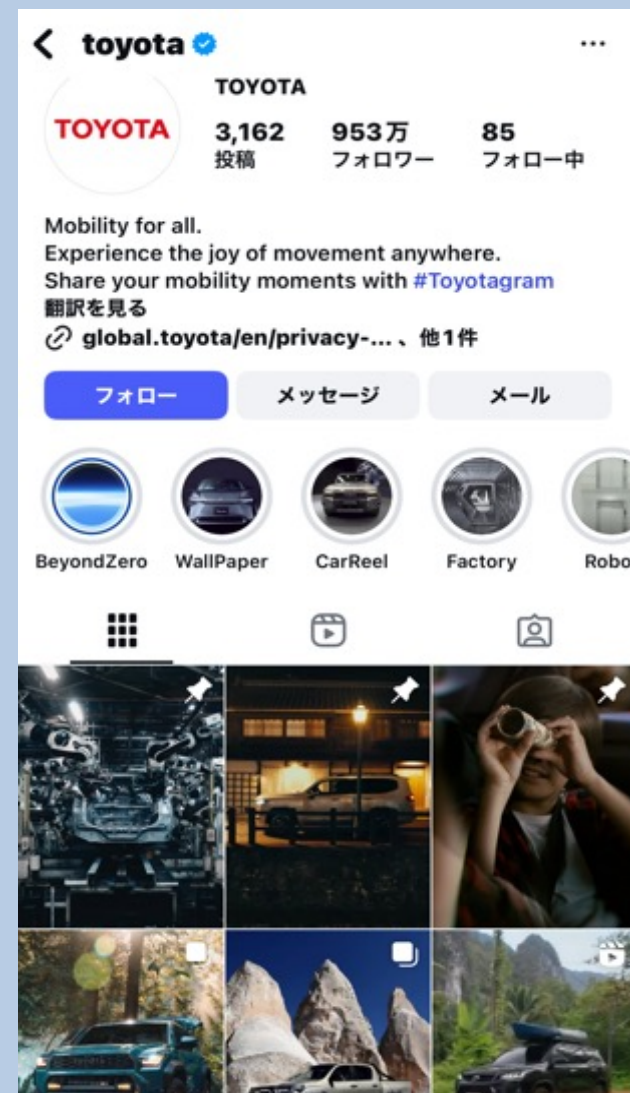 toyota
TOYOTA
TOYOTA
3,162 953万 85
投稿 フォロワー フォロー中
Mobility for all.
Experience the joy of movement anywhere.
Share your mobility moments with #Toyotagram
翻訳を見る
global.toyota/en/privacy-... 、他1件
フォロー メッセージ メール
BeyondZero WallPaper CarReel Factory Robo